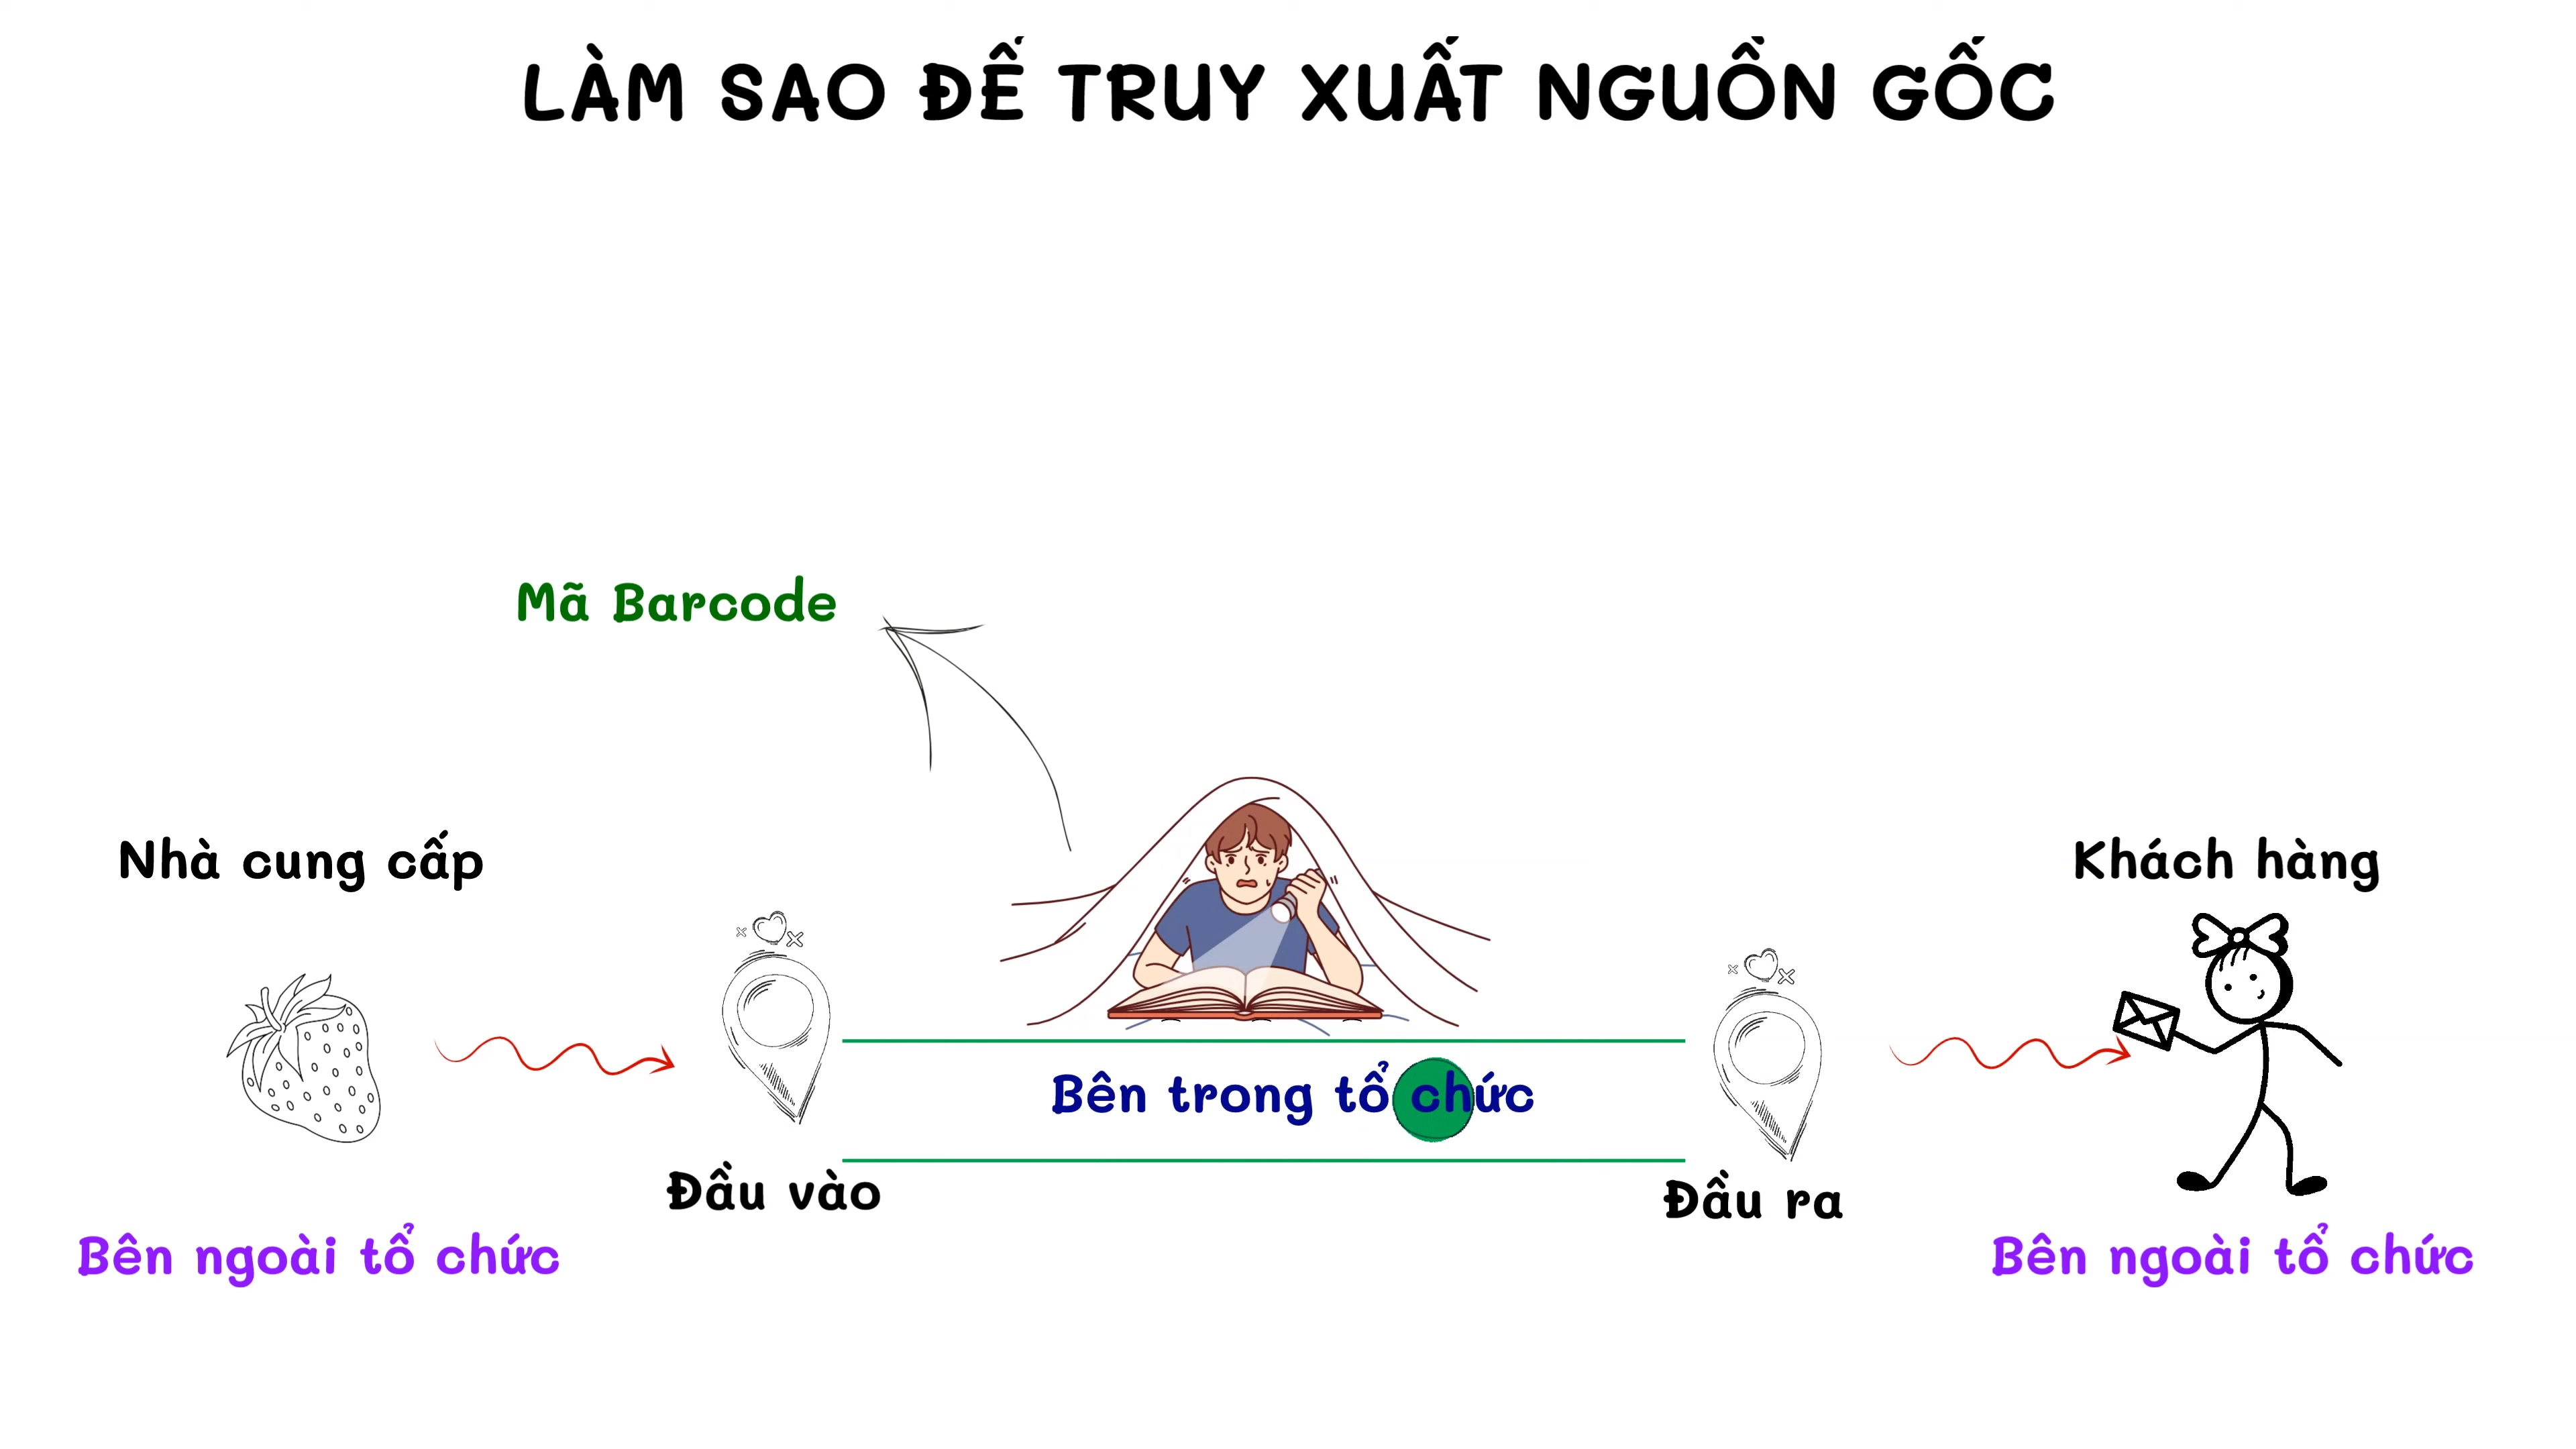 LÀM SAO ĐỂ TRUY XUẤT NGUỒN GỐC
Mã Barcode
Nhà cung cấp
Khách hàng
Bên trong tổ chức
Đầu vào
Đầu ra
Bên ngoài tổ chức
Bên ngoài tổ chức